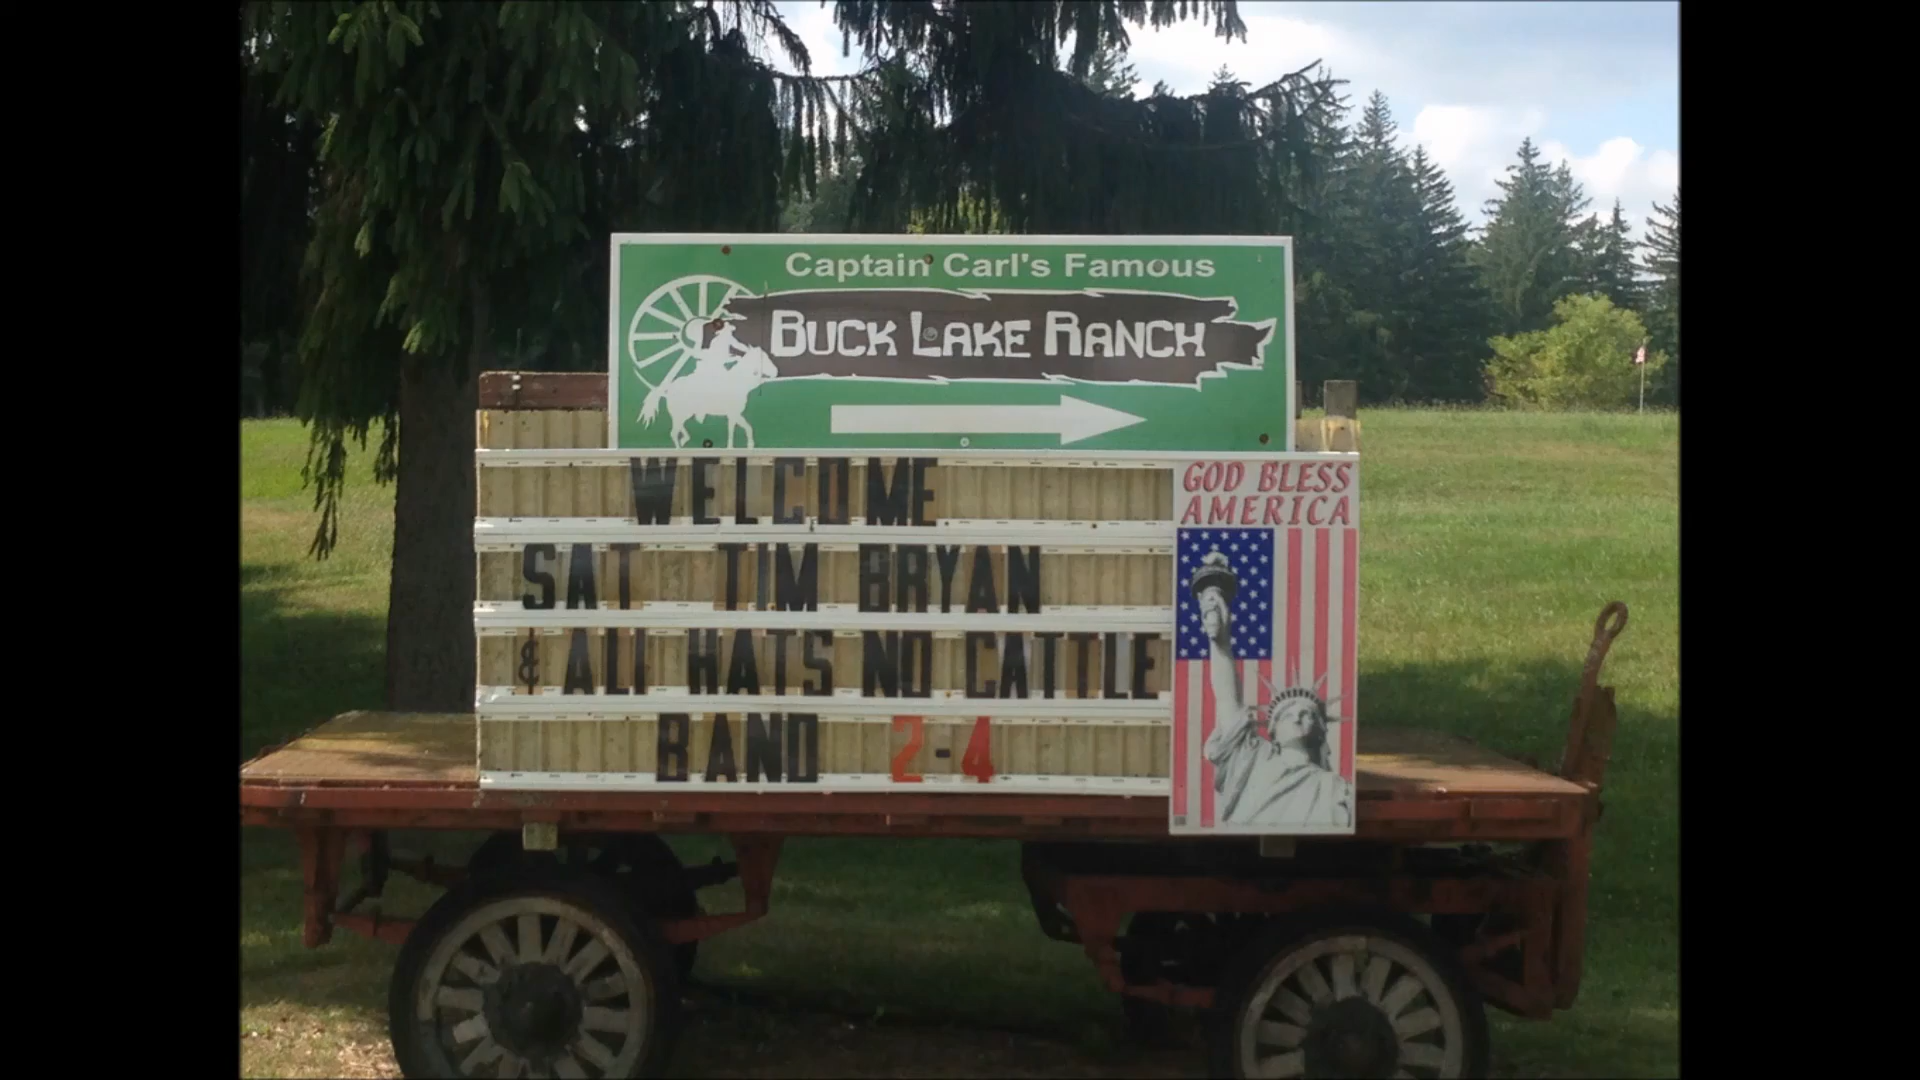 Captain Carl's Famous
BUCK LAKE RANCH
WELCOME
SAT TIM BRYAN
& ALL HATS NO CATTLE
BAND 2-4
GOD BLESS
AMERICA